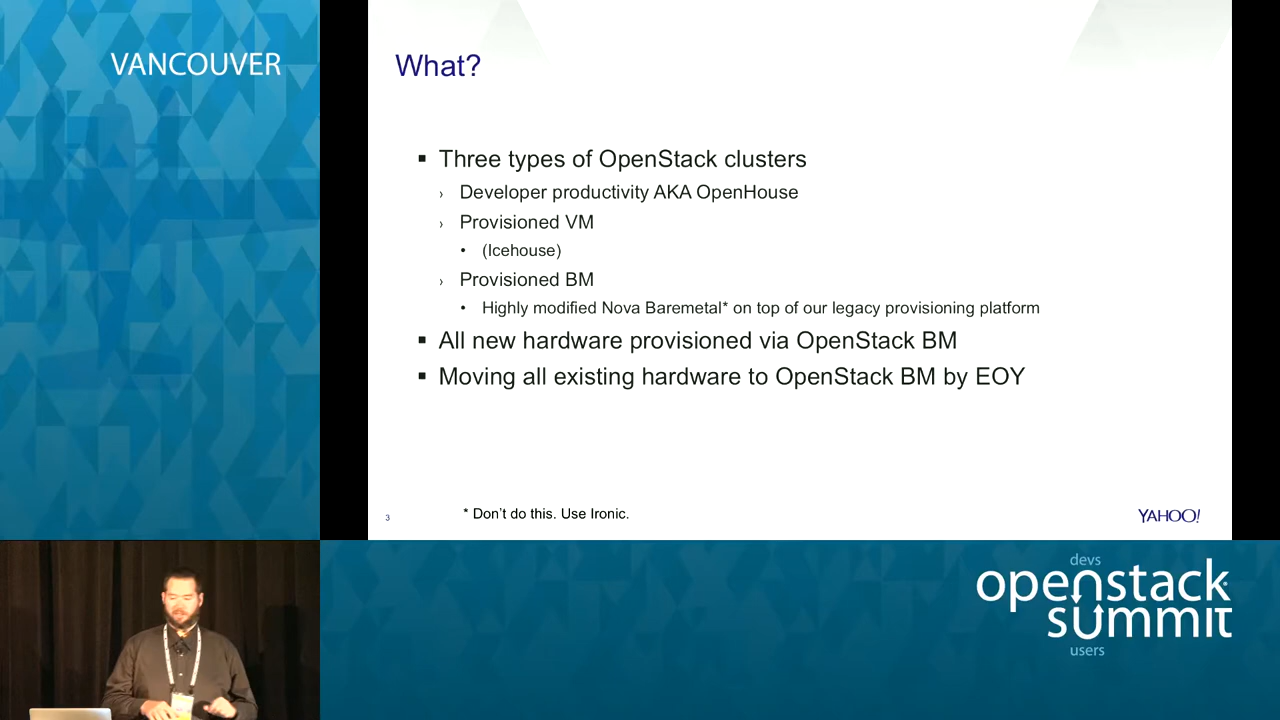 VANCOUVER
What?
▪ Three types of OpenStack clusters
› Developer productivity AKA OpenHouse
› Provisioned VM
• (Icehouse)
› Provisioned BM
• Highly modified Nova Baremetal* on top of our legacy provisioning platform
▪ All new hardware provisioned via OpenStack BM
▪ Moving all existing hardware to OpenStack BM by EOY
3
* Don't do this. Use Ironic.
YAHOO!
devs
openstack
summit
users